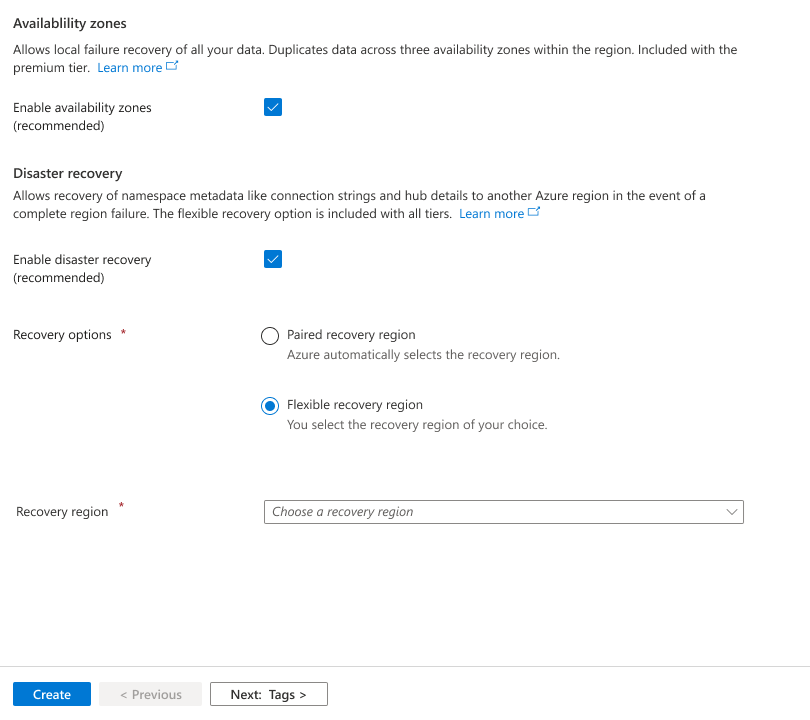 Availablility zones
Allows local failure recovery of all your data. Duplicates data across three availability zones within the region. Included with the
premium tier. Learn more
Enable availability zones
(recommended)
Disaster recovery
Allows recovery of namespace metadata like connection strings and hub details to another Azure region in the event of a
complete region failure. The flexible recovery option is included with all tiers. Learn more
Enable disaster recovery
(recommended)
Recovery options *
Paired recovery region
Azure automatically selects the recovery region.
Flexible recovery region
You select the recovery region of your choice.
Recovery region *
Choose a recovery region
Create
< Previous
Next: Tags >